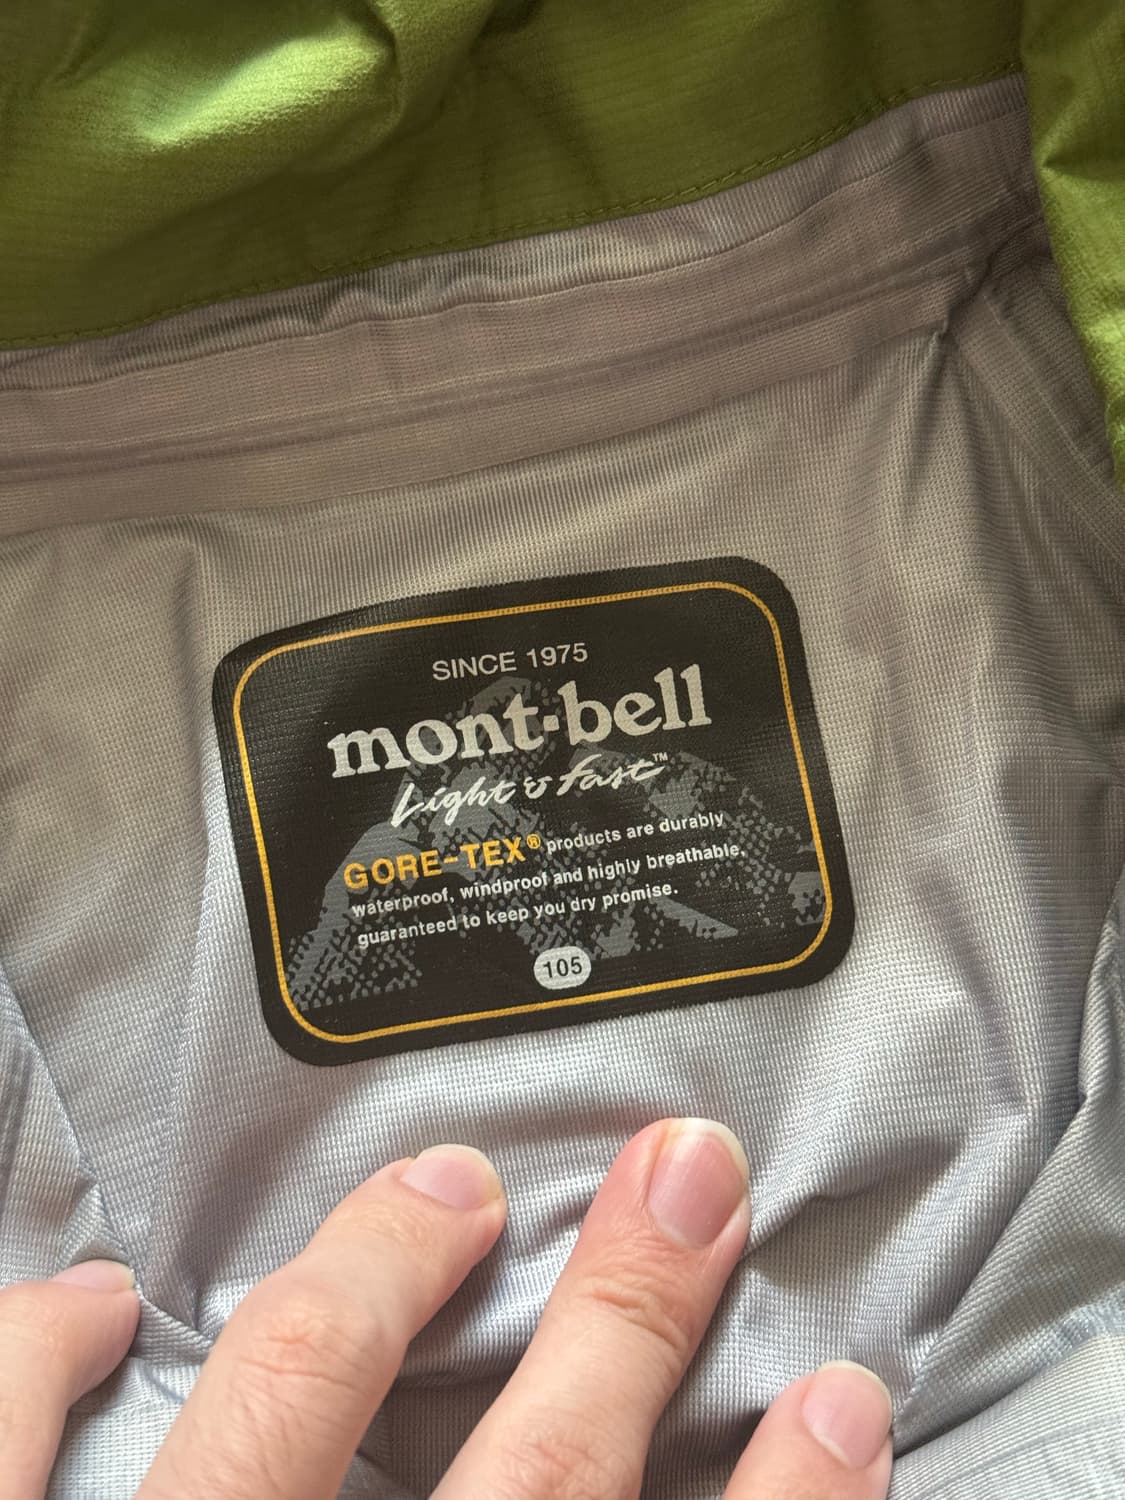 SINCE 1975
mont-bell
Light & fast™
GORE-TEX® products are durably
waterproof, windproof and highly breathable,
guaranteed to keep you dry promise.
105